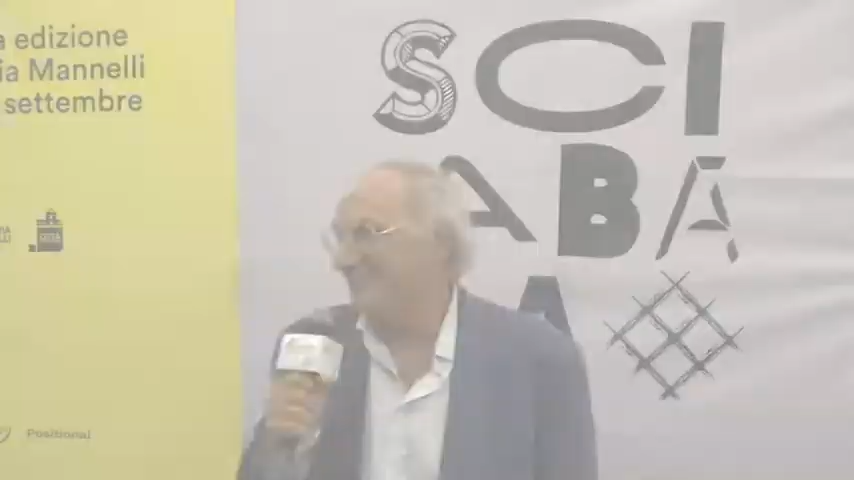 a edizione
ia Mannelli
settembre
Positional
SCI
ABA
A#